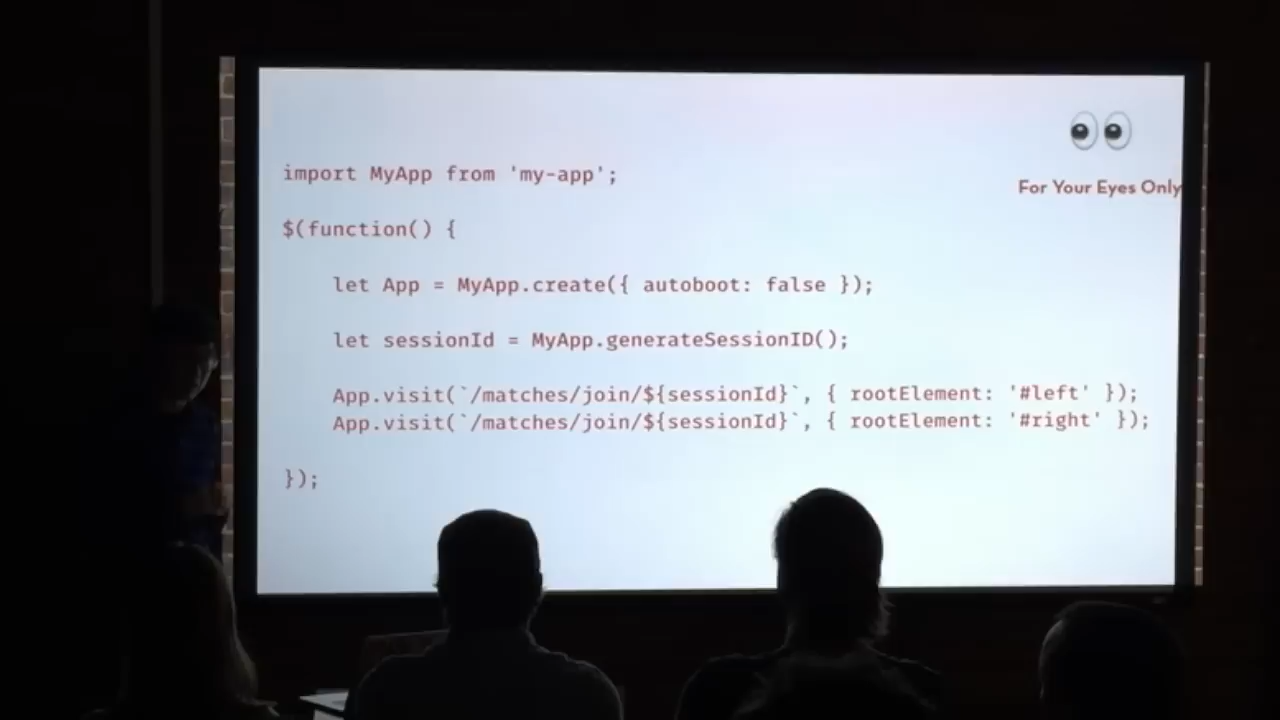 For Your Eyes Only
import MyApp from 'my-app';
$(function() {
let App = MyApp.create({ autoboot: false });
let sessionId = MyApp.generateSessionID();
App.visit(`/matches/join/${sessionId}`, { rootElement: '#left' });
App.visit(`/matches/join/${sessionId}`, { rootElement: '#right' });
});